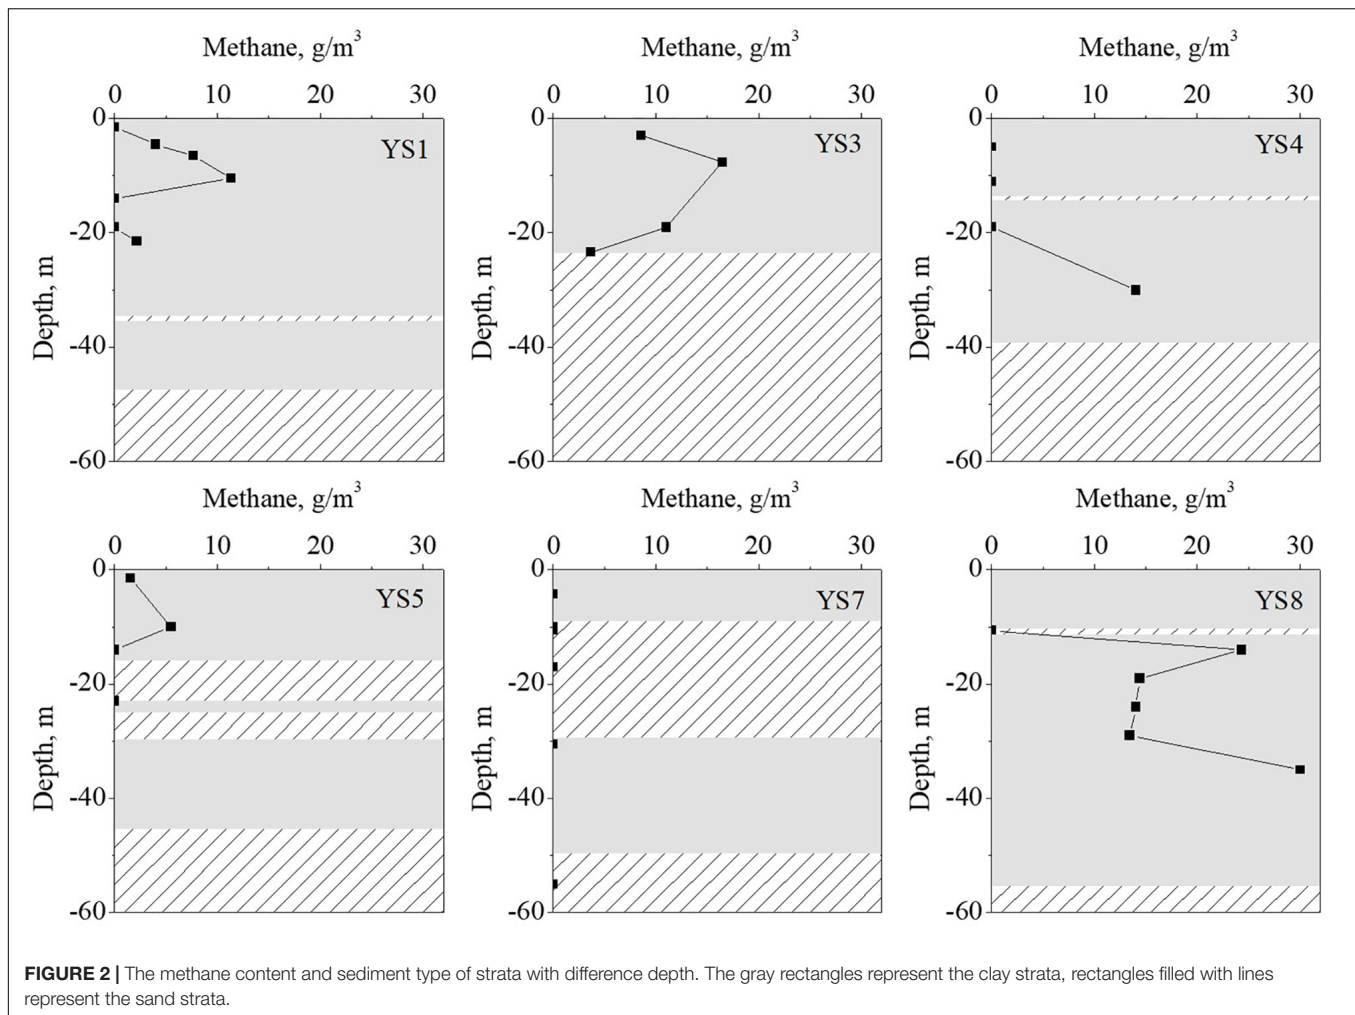 Methane, g/m³
Methane, g/m³
Methane, g/m³
0 10 20 30
0 10 20 30
0 10 20 30
YS1
YS3
YS4
0
-20
-40
-60
Depth, m
0
-20
-40
-60
Depth, m
0
-20
-40
-60
Depth, m
Methane, g/m³
Methane, g/m³
Methane, g/m³
0 10 20 30
0 10 20 30
0 10 20 30
YS5
YS7
YS8
0
-20
-40
-60
Depth, m
0
-20
-40
-60
Depth, m
0
-20
-40
-60
Depth, m
FIGURE 2 | The methane content and sediment type of strata with difference depth. The gray rectangles represent the clay strata, rectangles filled with lines
represent the sand strata.